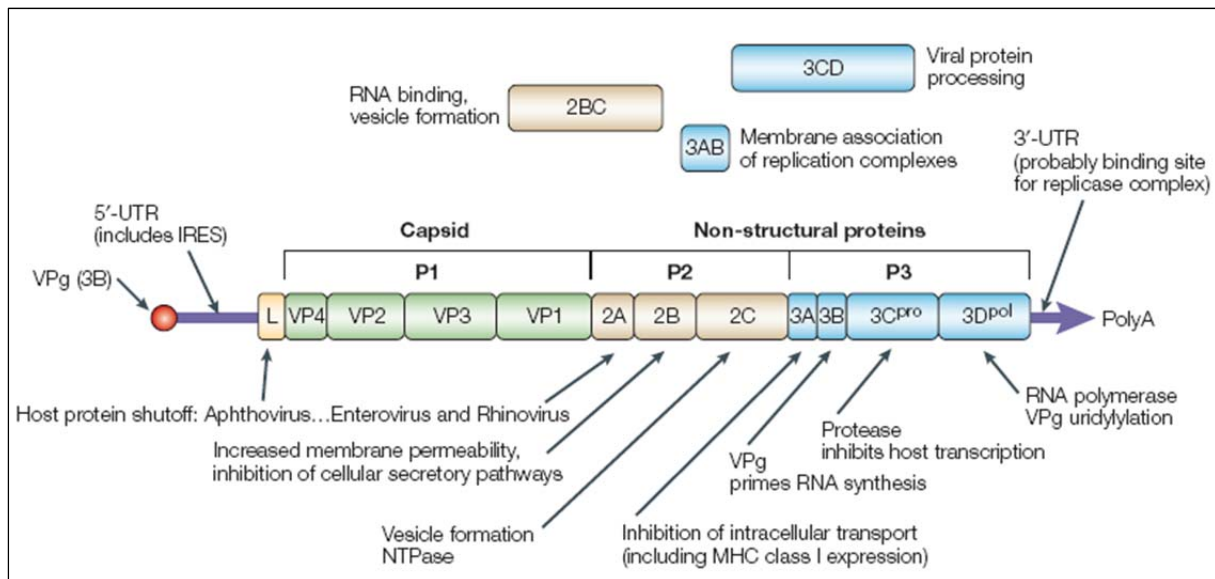 3CD
Viral protein
processing
RNA binding,
vesicle formation
2BC
3AB
Membrane association
of replication complexes
3′-UTR
(probably binding site
for replicase complex)
5′-UTR
(includes IRES)
Capsid
Non-structural proteins
VPg (3B)
P1
P2
P3
L
VP4
VP2
VP3
VP1
2A
2B
2C
3A
3B
3Cpro
3Dpol
PolyA
Host protein shutoff: Aphthovirus…Enterovirus and Rhinovirus
Increased membrane permeability,
inhibition of cellular secretory pathways
Vesicle formation
NTPase
Inhibition of intracellular transport
(including MHC class I expression)
VPg
primes RNA synthesis
Protease
inhibits host transcription
RNA polymerase
VPg uridylylation